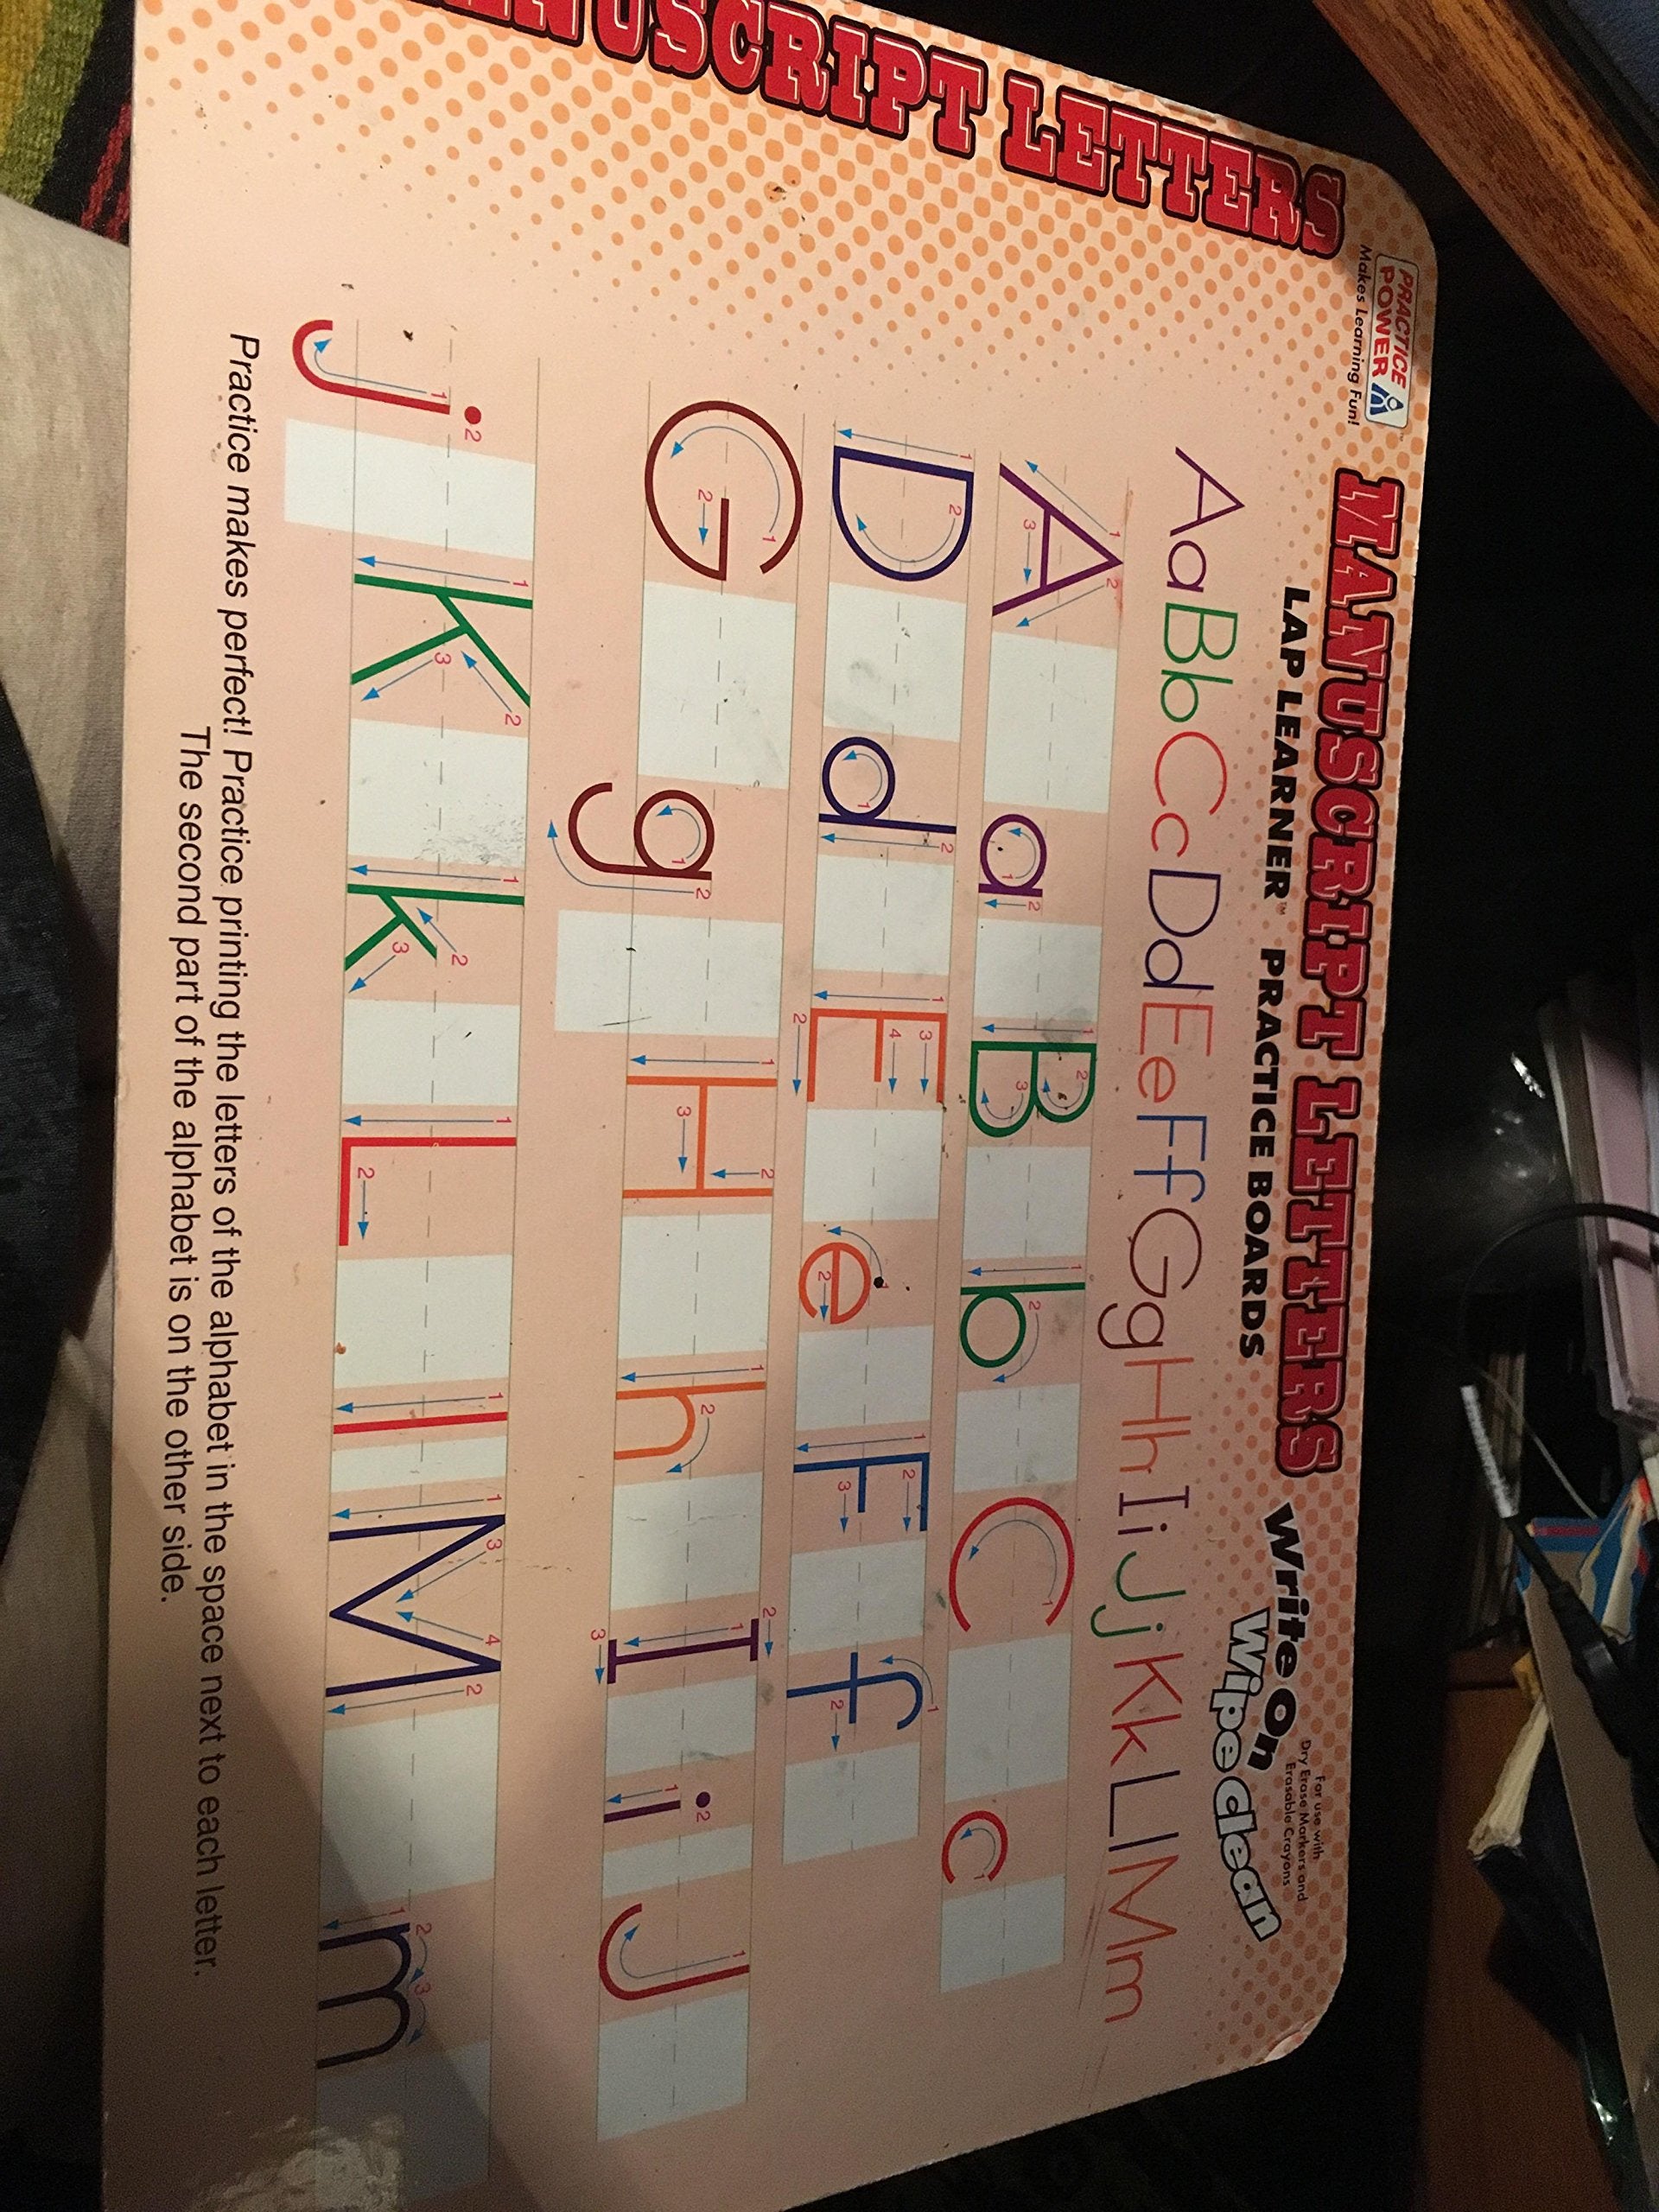 PRACTICE
POWER
Makes Learning Fun!
MANUSCRIPT LETTERS
LAP LEARNER™ PRACTICE BOARDS
Write On
Wipe Clean
For use with
Dry Erase Markers and
Erasable Crayons
NUSCRIPT LETTERS
AaBbCcDdEeFfGgHhIiJjKkLlMm
A a B b C c
D d E e F f
G g H h I i J
j K k L l M m
Practice makes perfect! Practice printing the letters of the alphabet in the space next to each letter.
The second part of the alphabet is on the other side.